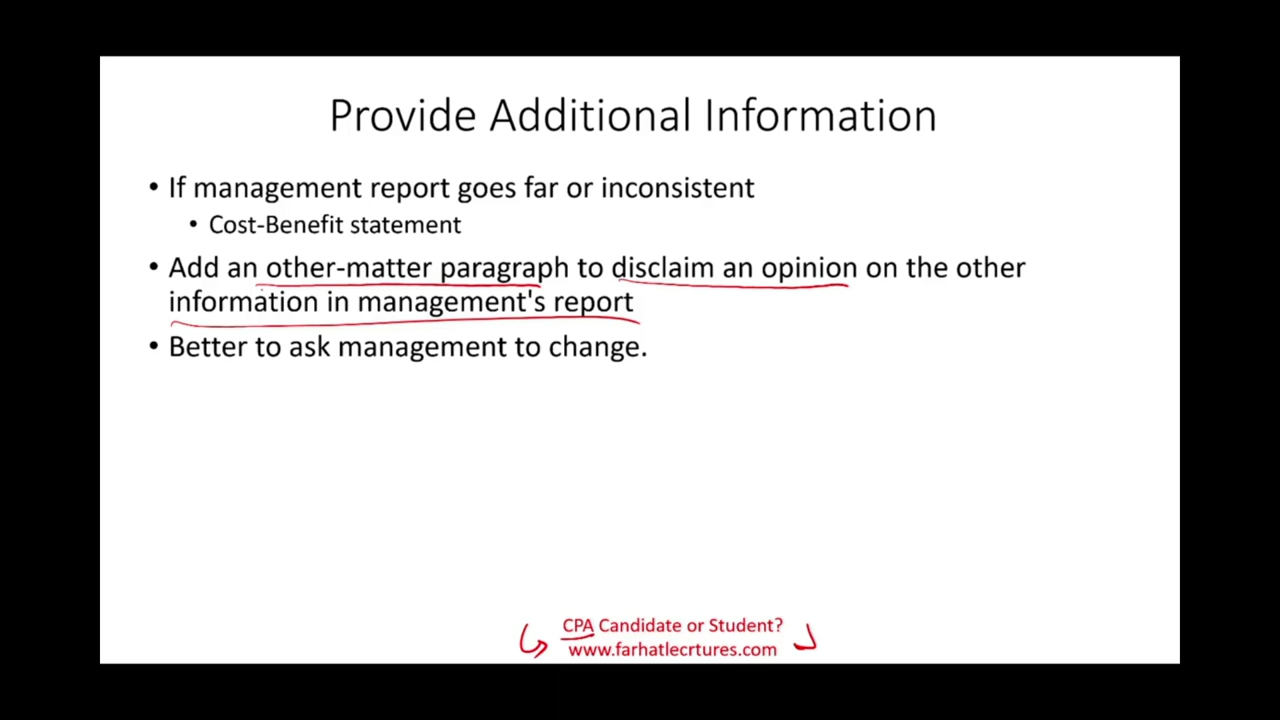 Provide Additional Information
• If management report goes far or inconsistent
• Cost-Benefit statement
• Add an other-matter paragraph to disclaim an opinion on the other
information in management's report
• Better to ask management to change.
CPA Candidate or Student?
www.farhatlecrtures.com